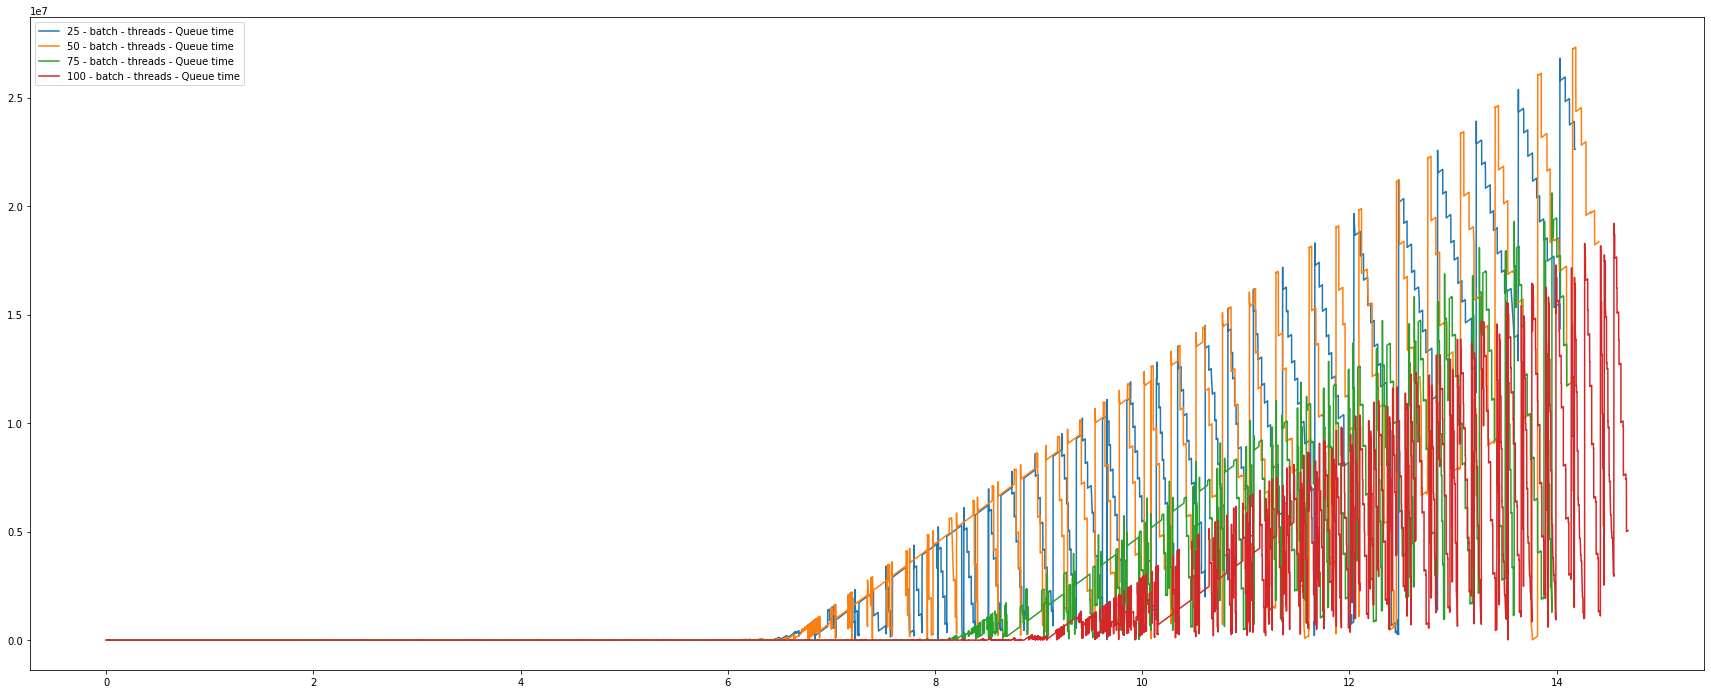 1e7
25 - batch - threads - Queue time
50 - batch - threads - Queue time
75 - batch - threads - Queue time
100 - batch - threads - Queue time
2.5
2.0
1.5
1.0
0.5
0.0
0 2 4 6 8 10 12 14